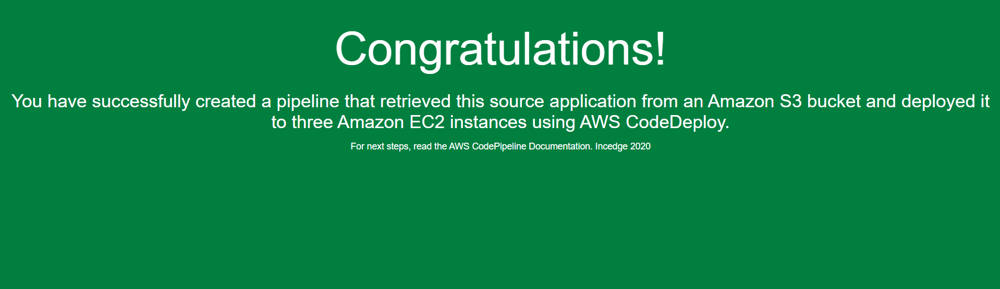 Congratulations!
You have successfully created a pipeline that retrieved this source application from an Amazon S3 bucket and deployed it
to three Amazon EC2 instances using AWS CodeDeploy.
For next steps, read the AWS CodePipeline Documentation. Incedge 2020